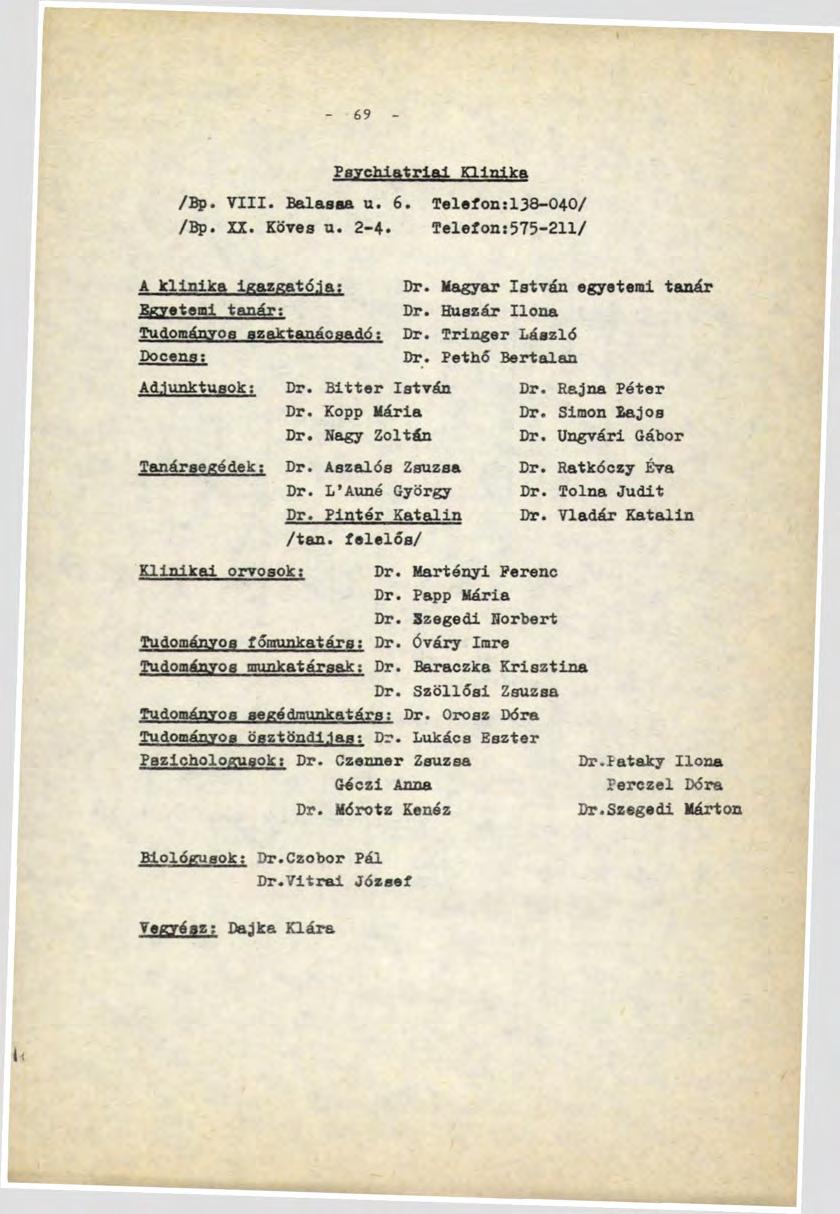 - 69 -
Psychiatriai Klinika
/Bp. VIII. Balassa u. 6. Telefon:138-040/
/Bp. XX. Köves u. 2-4. Telefon:575-211/
A klinika igazgatója: Dr. Magyar István egyetemi tanár
Egyetemi tanár: Dr. Huszár Ilona
Tudományos szaktanácsadó: Dr. Tringer László
Docens: Dr. Pethő Bertalan
Adjunktusok: Dr. Bitter István Dr. Rajna Péter
Dr. Kopp Mária Dr. Simon Lajos
Dr. Nagy Zoltán Dr. Ungvári Gábor
Tanársegédek: Dr. Aszalós Zsuzsa Dr. Ratkóczy Éva
Dr. L'Auné György Dr. Tolna Judit
Dr. Pintér Katalin Dr. Vladár Katalin
/tan. felelős/
Klinikai orvosok: Dr. Martényi Ferenc
Dr. Papp Mária
Dr. Szegedi Norbert
Tudományos főmunkatárs: Dr. Óváry Imre
Tudományos munkatársak: Dr. Baraczka Krisztina
Dr. Szöllősi Zsuzsa
Tudományos segédmunkatárs: Dr. Orosz Dóra
Tudományos ösztöndijas: Dr. Lukács Eszter
Pszichologusok: Dr. Czenner Zsuzsa Dr.Pataky Ilona
Géczi Anna Perczel Dóra
Dr. Mórotz Kenéz Dr.Szegedi Márton
Biológusok: Dr.Czobor Pál
Dr.Vitrai József
Vegyész: Dajka Klára